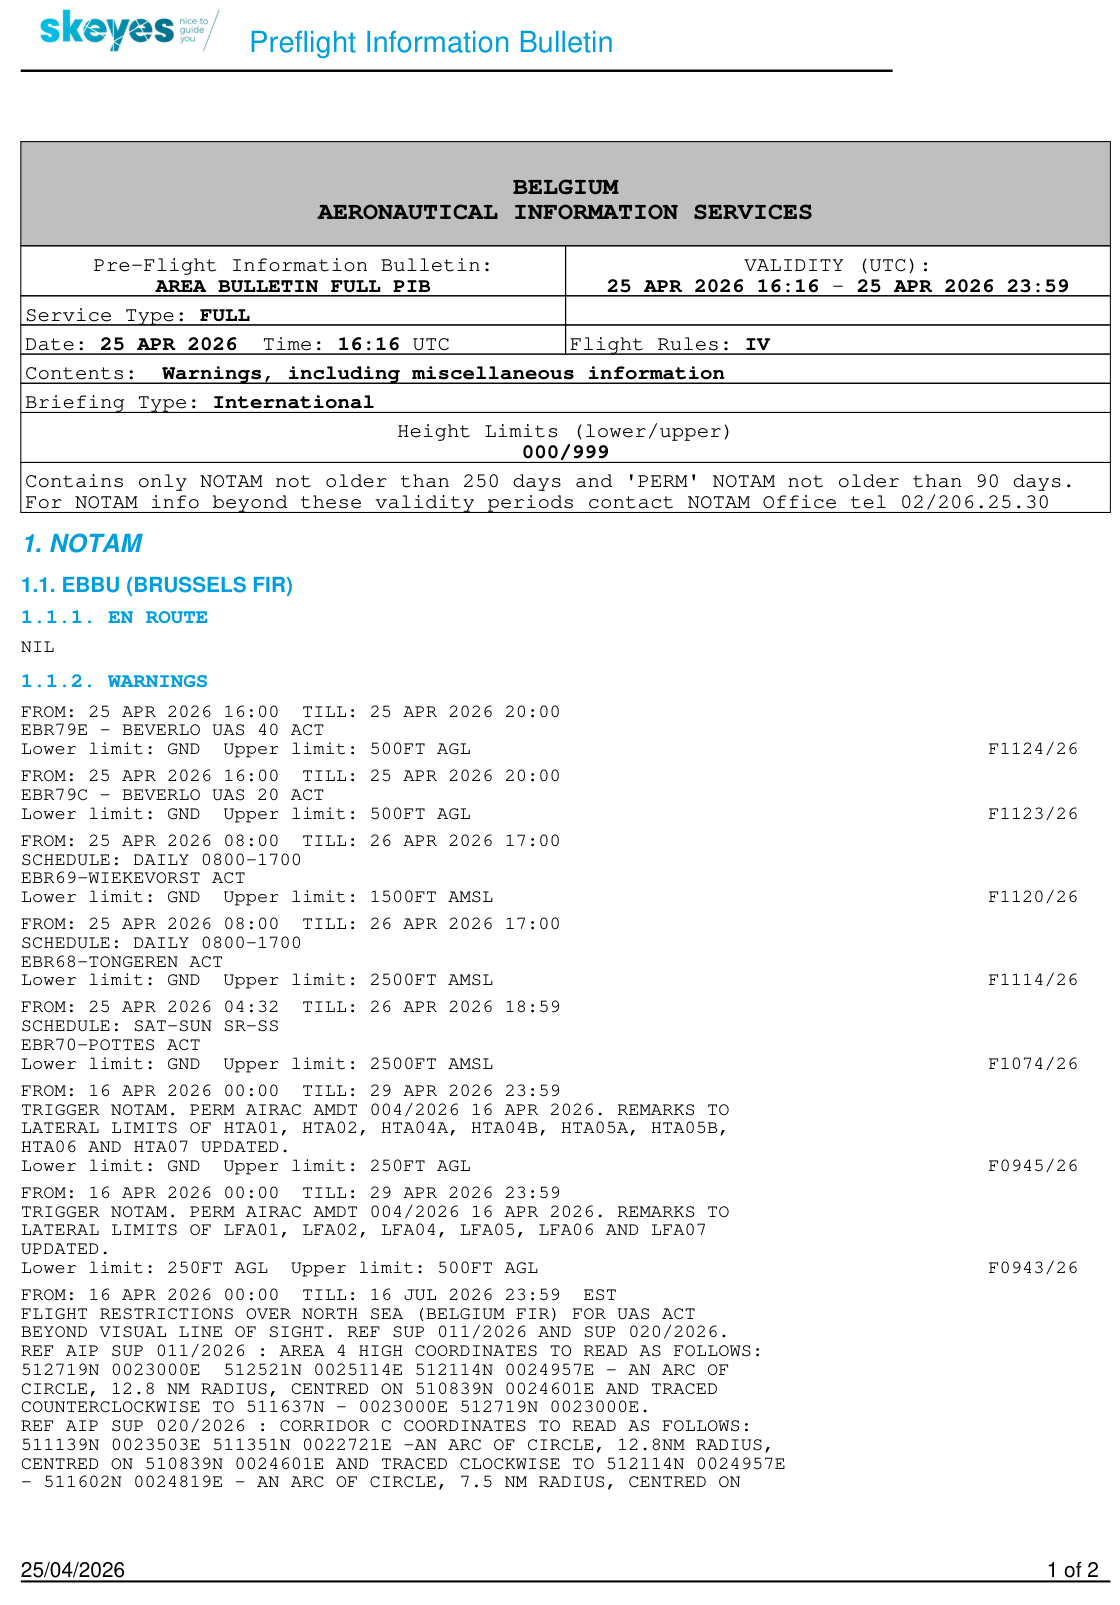 skeyes nice to guide you
Preflight Information Bulletin
BELGIUM
AERONAUTICAL INFORMATION SERVICES
Pre-Flight Information Bulletin:
AREA BULLETIN FULL PIB
VALIDITY (UTC):
25 APR 2026 16:16 - 25 APR 2026 23:59
Service Type: FULL
Date: 25 APR 2026  Time: 16:16 UTC
Flight Rules: IV
Contents:  Warnings, including miscellaneous information
Briefing Type: International
Height Limits (lower/upper)
000/999
Contains only NOTAM not older than 250 days and 'PERM' NOTAM not older than 90 days.
For NOTAM info beyond these validity periods contact NOTAM Office tel 02/206.25.30
1. NOTAM
1.1. EBBU (BRUSSELS FIR)
1.1.1. EN ROUTE
NIL
1.1.2. WARNINGS
FROM: 25 APR 2026 16:00  TILL: 25 APR 2026 20:00
EBR79E - BEVERLO UAS 40 ACT
Lower limit: GND  Upper limit: 500FT AGL F1124/26
FROM: 25 APR 2026 16:00  TILL: 25 APR 2026 20:00
EBR79C - BEVERLO UAS 20 ACT
Lower limit: GND  Upper limit: 500FT AGL F1123/26
FROM: 25 APR 2026 08:00  TILL: 26 APR 2026 17:00
SCHEDULE: DAILY 0800-1700
EBR69-WIEKEVORST ACT
Lower limit: GND  Upper limit: 1500FT AMSL F1120/26
FROM: 25 APR 2026 08:00  TILL: 26 APR 2026 17:00
SCHEDULE: DAILY 0800-1700
EBR68-TONGEREN ACT
Lower limit: GND  Upper limit: 2500FT AMSL F1114/26
FROM: 25 APR 2026 04:32  TILL: 26 APR 2026 18:59
SCHEDULE: SAT-SUN SR-SS
EBR70-POTTES ACT
Lower limit: GND  Upper limit: 2500FT AMSL F1074/26
FROM: 16 APR 2026 00:00  TILL: 29 APR 2026 23:59
TRIGGER NOTAM. PERM AIRAC AMDT 004/2026 16 APR 2026. REMARKS TO
LATERAL LIMITS OF HTA01, HTA02, HTA04A, HTA04B, HTA05A, HTA05B,
HTA06 AND HTA07 UPDATED.
Lower limit: GND  Upper limit: 250FT AGL F0945/26
FROM: 16 APR 2026 00:00  TILL: 29 APR 2026 23:59
TRIGGER NOTAM. PERM AIRAC AMDT 004/2026 16 APR 2026. REMARKS TO
LATERAL LIMITS OF LFA01, LFA02, LFA04, LFA05, LFA06 AND LFA07
UPDATED.
Lower limit: 250FT AGL  Upper limit: 500FT AGL F0943/26
FROM: 16 APR 2026 00:00  TILL: 16 JUL 2026 23:59  EST
FLIGHT RESTRICTIONS OVER NORTH SEA (BELGIUM FIR) FOR UAS ACT
BEYOND VISUAL LINE OF SIGHT. REF SUP 011/2026 AND SUP 020/2026.
REF AIP SUP 011/2026 : AREA 4 HIGH COORDINATES TO READ AS FOLLOWS:
512719N 0023000E  512521N 0025114E 512114N 0024957E - AN ARC OF
CIRCLE, 12.8 NM RADIUS, CENTRED ON 510839N 0024601E AND TRACED
COUNTERCLOCKWISE TO 511637N - 0023000E 512719N 0023000E.
REF AIP SUP 020/2026 : CORRIDOR C COORDINATES TO READ AS FOLLOWS:
511139N 0023503E 511351N 0022721E -AN ARC OF CIRCLE, 12.8NM RADIUS,
CENTRED ON 510839N 0024601E AND TRACED CLOCKWISE TO 512114N 0024957E
- 511602N 0024819E - AN ARC OF CIRCLE, 7.5 NM RADIUS, CENTRED ON
25/04/2026
1 of 2